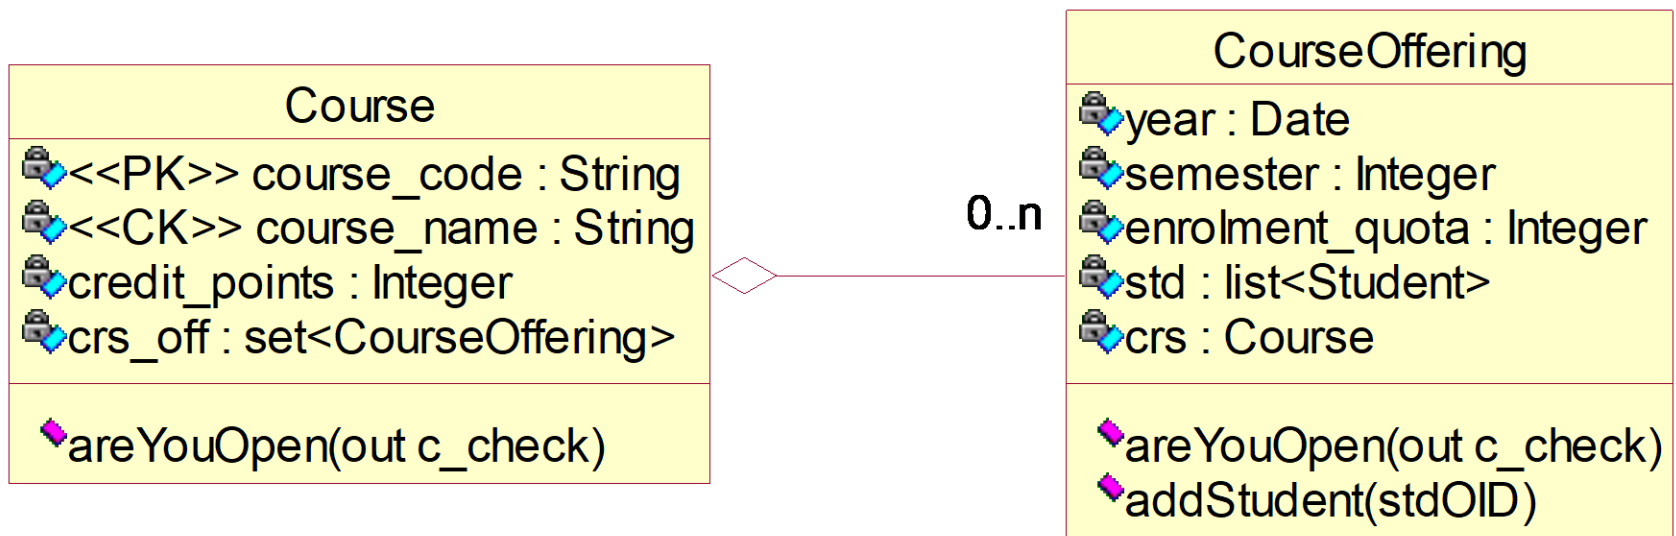 Course
<<PK>> course_code : String
<<CK>> course_name : String
credit_points : Integer
crs_off : set<CourseOffering>
areYouOpen(out c_check)
0..n
CourseOffering
year : Date
semester : Integer
enrolment_quota : Integer
std : list<Student>
crs : Course
areYouOpen(out c_check)
addStudent(stdOID)